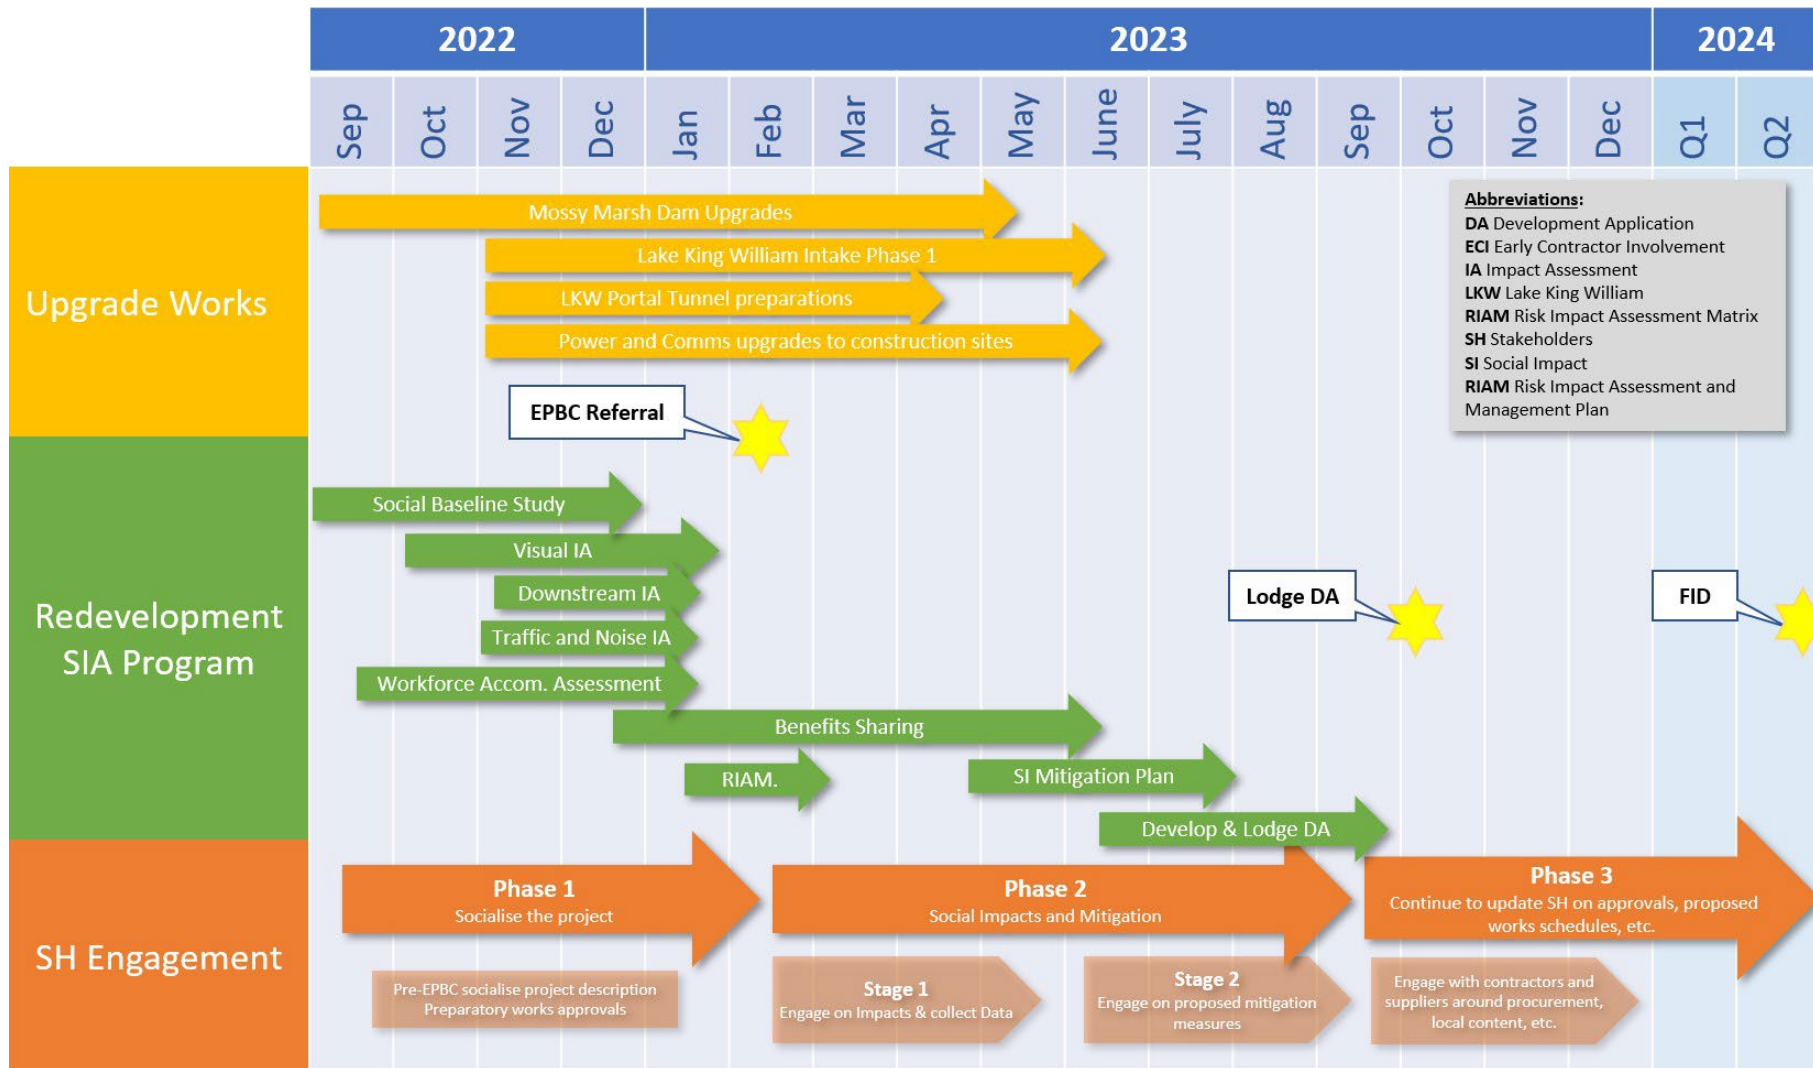 2022
2023
2024
Sep
Oct
Nov
Dec
Jan
Feb
Mar
Apr
May
June
July
Aug
Sep
Oct
Nov
Dec
Q1
Q2
Upgrade Works
Mossy Marsh Dam Upgrades
Lake King William Intake Phase 1
LKW Portal Tunnel preparations
Power and Comms upgrades to construction sites
Abbreviations:
DA Development Application
ECI Early Contractor Involvement
IA Impact Assessment
LKW Lake King William
RIAM Risk Impact Assessment Matrix
SH Stakeholders
SI Social Impact
RIAM Risk Impact Assessment and
Management Plan
EPBC Referral
Redevelopment
SIA Program
Social Baseline Study
Visual IA
Downstream IA
Traffic and Noise IA
Workforce Accom. Assessment
Benefits Sharing
RIAM.
SI Mitigation Plan
Develop & Lodge DA
Lodge DA
FID
SH Engagement
Phase 1
Socialise the project
Phase 2
Social Impacts and Mitigation
Phase 3
Continue to update SH on approvals, proposed
works schedules, etc.
Pre-EPBC socialise project description
Preparatory works approvals
Stage 1
Engage on Impacts & collect Data
Stage 2
Engage on proposed mitigation
measures
Engage with contractors and
suppliers around procurement,
local content, etc.